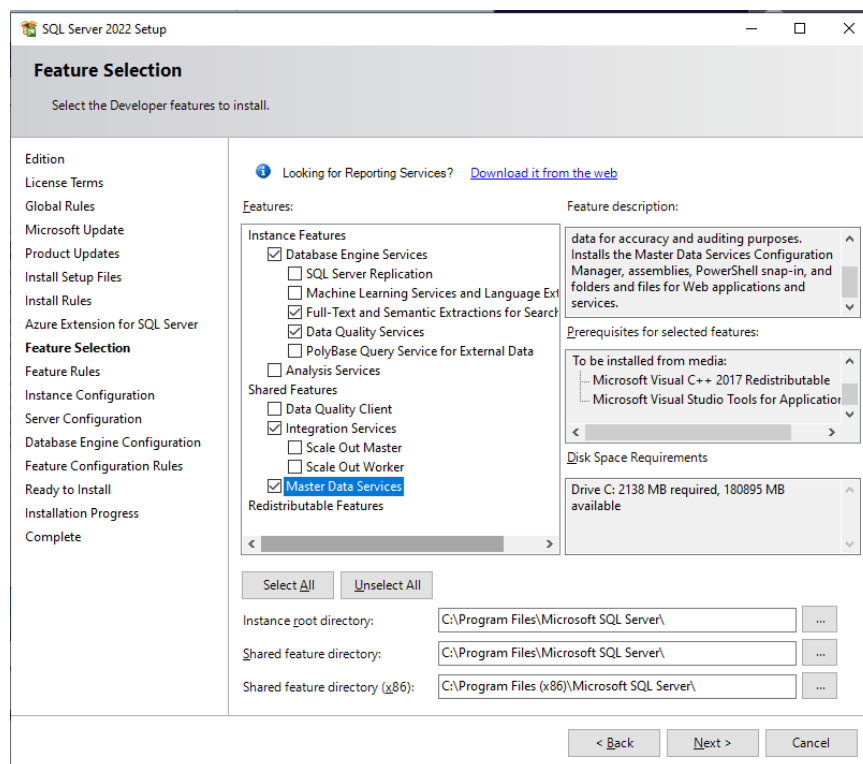 SQL Server 2022 Setup
Feature Selection
Select the Developer features to install.
Edition
License Terms
Global Rules
Microsoft Update
Product Updates
Install Setup Files
Install Rules
Azure Extension for SQL Server
Feature Selection
Feature Rules
Instance Configuration
Server Configuration
Database Engine Configuration
Feature Configuration Rules
Ready to Install
Installation Progress
Complete
Looking for Reporting Services? Download it from the web
Features:
Instance Features
Database Engine Services
SQL Server Replication
Machine Learning Services and Language Ext
Full-Text and Semantic Extractions for Search
Data Quality Services
PolyBase Query Service for External Data
Analysis Services
Shared Features
Data Quality Client
Integration Services
Scale Out Master
Scale Out Worker
Master Data Services
Redistributable Features
Feature description:
data for accuracy and auditing purposes.
Installs the Master Data Services Configuration
Manager, assemblies, PowerShell snap-in, and
folders and files for Web applications and
services.
Prerequisites for selected features:
To be installed from media:
Microsoft Visual C++ 2017 Redistributable
Microsoft Visual Studio Tools for Application
Disk Space Requirements
Drive C: 2138 MB required, 180895 MB
available
Select All
Unselect All
Instance root directory:
C:\Program Files\Microsoft SQL Server\
...
Shared feature directory:
C:\Program Files\Microsoft SQL Server\
...
Shared feature directory (x86):
C:\Program Files (x86)\Microsoft SQL Server\
...
< Back
Next >
Cancel